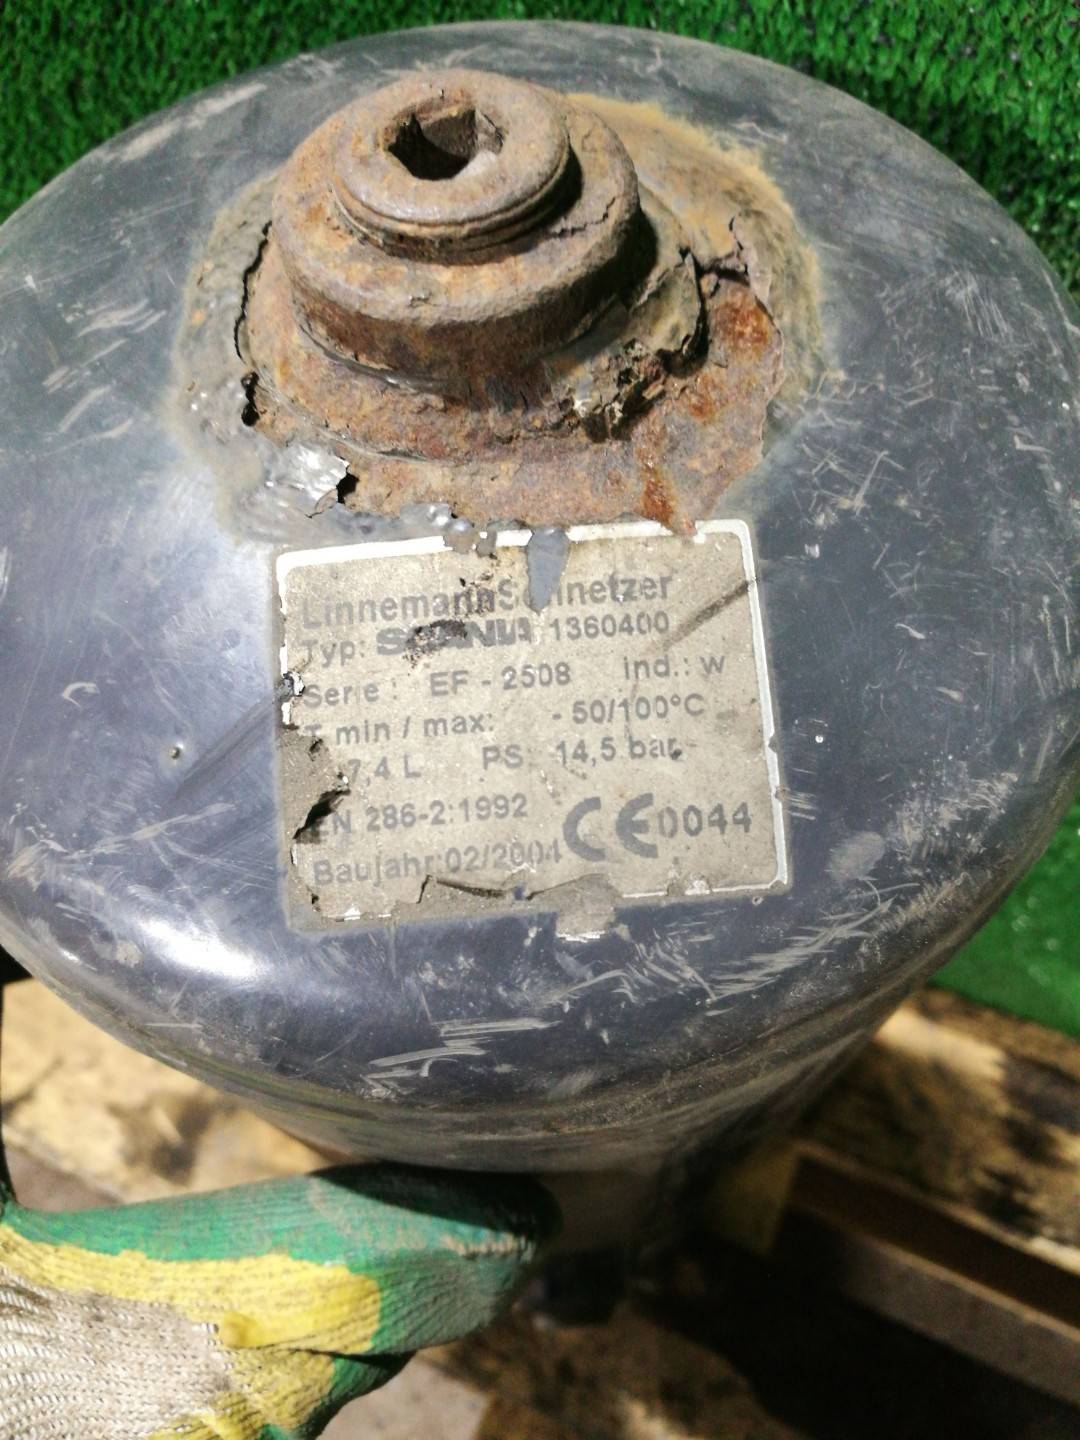 LinnemannSchnetzer
Typ: SCANIA 1360400
Serie: EF - 2508 Ind.: w
T min / max: - 50/100°C
7,4 L PS: 14,5 bar
EN 286-2:1992 CE 0044
Baujahr:02/2004